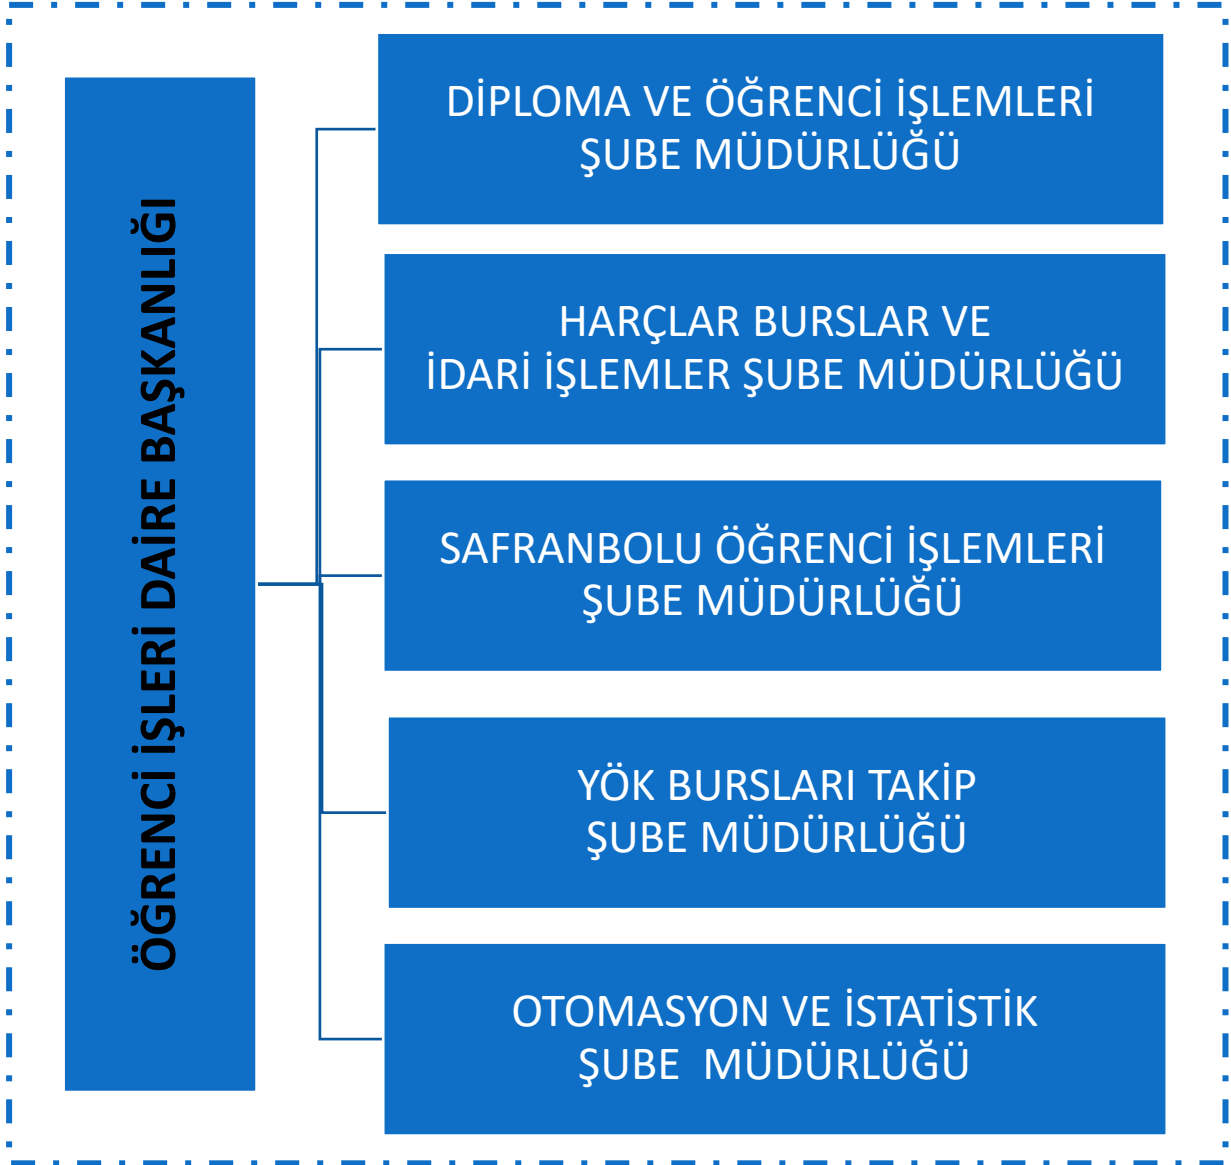 ÖĞRENCİ İŞLERİ DAİRE BAŞKANLIĞI
DİPLOMA VE ÖĞRENCİ İŞLEMLERİ
ŞUBE MÜDÜRLÜĞÜ
HARÇLAR BURSLAR VE
İDARİ İŞLEMLER ŞUBE MÜDÜRLÜĞÜ
SAFRANBOLU ÖĞRENCİ İŞLEMLERİ
ŞUBE MÜDÜRLÜĞÜ
YÖK BURSLARI TAKİP
ŞUBE MÜDÜRLÜĞÜ
OTOMASYON VE İSTATİSTİK
ŞUBE  MÜDÜRLÜĞÜ